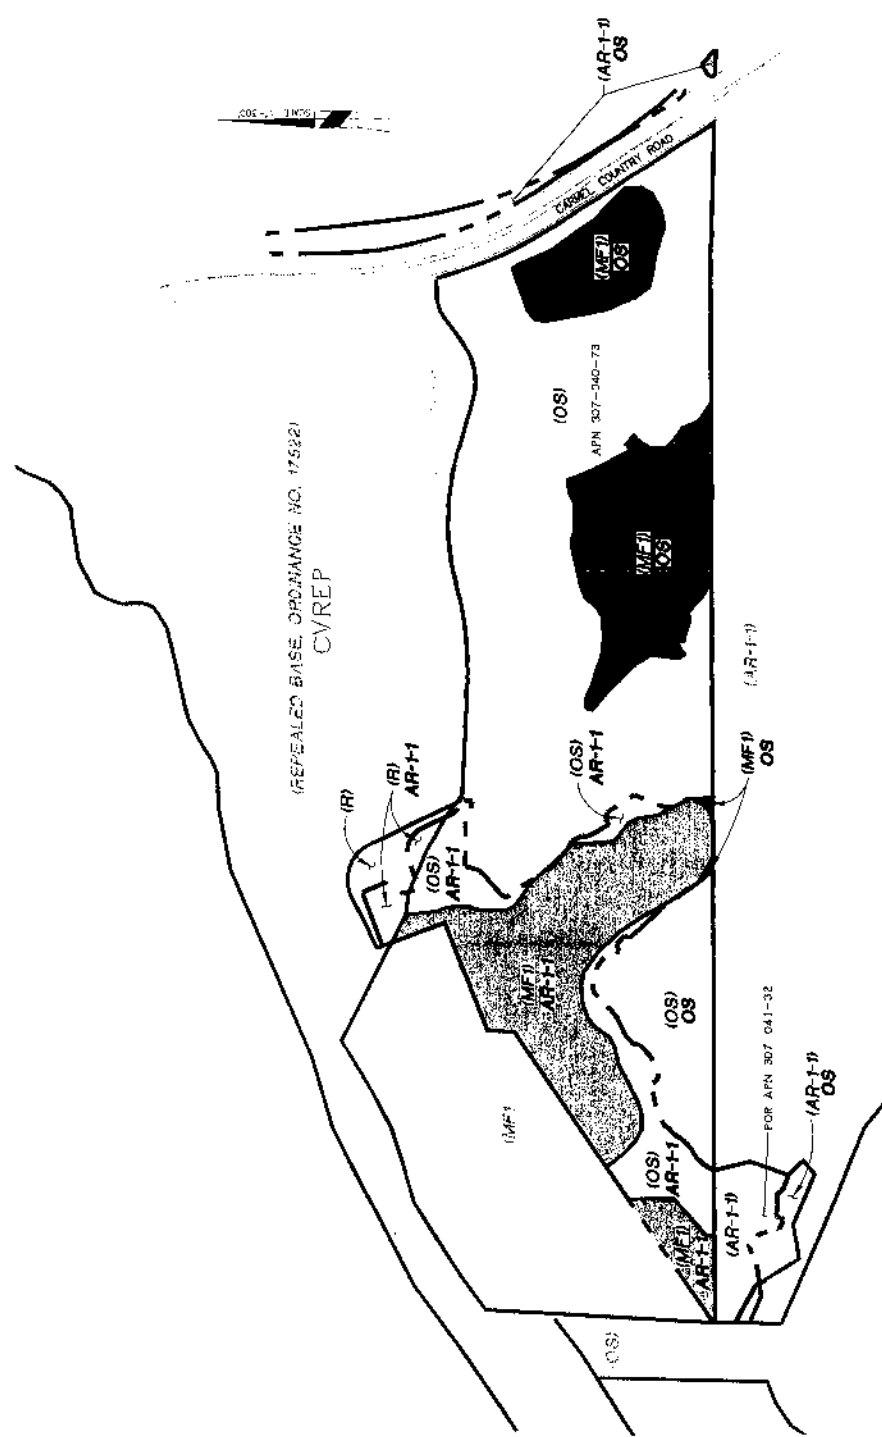 (AR-1-1)
OS
CARMEL COUNTRY ROAD
(MF1)
OS
(OS)
APN 307-040-73
(REPEALED BASE, ORDINANCE NO. 17522)
CVREP
(MF1)
OS
(AR-1-1)
(R)
(R)
AR-1-1
(OS)
AR-1-1
(MF1)
OS
(OS)
AR-1-1
(MF1)
AR-1-1
(OS)
OS
POR APN 307 041-32
(AR-1-1)
OS
(MF1
(OS)
AR-1-1
(AR-1-1)
(MF1)
AR-1-1
OS)